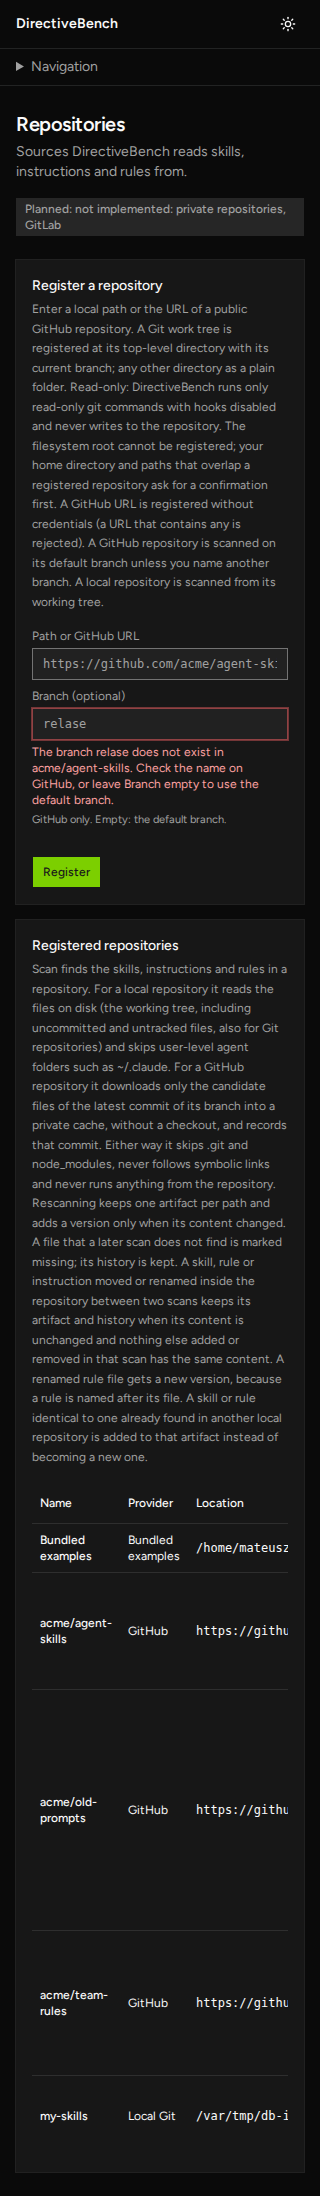 DirectiveBench
Navigation
Repositories
Sources DirectiveBench reads skills,
instructions and rules from.
Planned: not implemented: private repositories,
GitLab
Register a repository
Enter a local path or the URL of a public
GitHub repository. A Git work tree is
registered at its top-level directory with its
current branch; any other directory as a plain
folder. Read-only: DirectiveBench runs only
read-only git commands with hooks disabled
and never writes to the repository. The
filesystem root cannot be registered; your
home directory and paths that overlap a
registered repository ask for a confirmation
first. A GitHub URL is registered without
credentials (a URL that contains any is
rejected). A GitHub repository is scanned on
its default branch unless you name another
branch. A local repository is scanned from its
working tree.
Path or GitHub URL
https://github.com/acme/agent-sk:
Branch (optional)
relase
The branch relase does not exist in
acme/agent-skills. Check the name on
GitHub, or leave Branch empty to use the
default branch.
GitHub only. Empty: the default branch.
Register
Registered repositories
Scan finds the skills, instructions and rules in a
repository. For a local repository it reads the
files on disk (the working tree, including
uncommitted and untracked files, also for Git
repositories) and skips user-level agent
folders such as ~/.claude. For a GitHub
repository it downloads only the candidate
files of the latest commit of its branch into a
private cache, without a checkout, and records
that commit. Either way it skips .git and
node_modules, never follows symbolic links
and never runs anything from the repository.
Rescanning keeps one artifact per path and
adds a version only when its content changed.
A file that a later scan does not find is marked
missing; its history is kept. A skill, rule or
instruction moved or renamed inside the
repository between two scans keeps its
artifact and history when its content is
unchanged and nothing else added or
removed in that scan has the same content. A
renamed rule file gets a new version, because
a rule is named after its file. A skill or rule
identical to one already found in another local
repository is added to that artifact instead of
becoming a new one.
Name Provider Location
Bundled examples Bundled examples /home/mateusz
acme/agent-skills GitHub https://githu
acme/old-prompts GitHub https://githu
acme/team-rules GitHub https://githu
my-skills Local Git /var/tmp/db-i